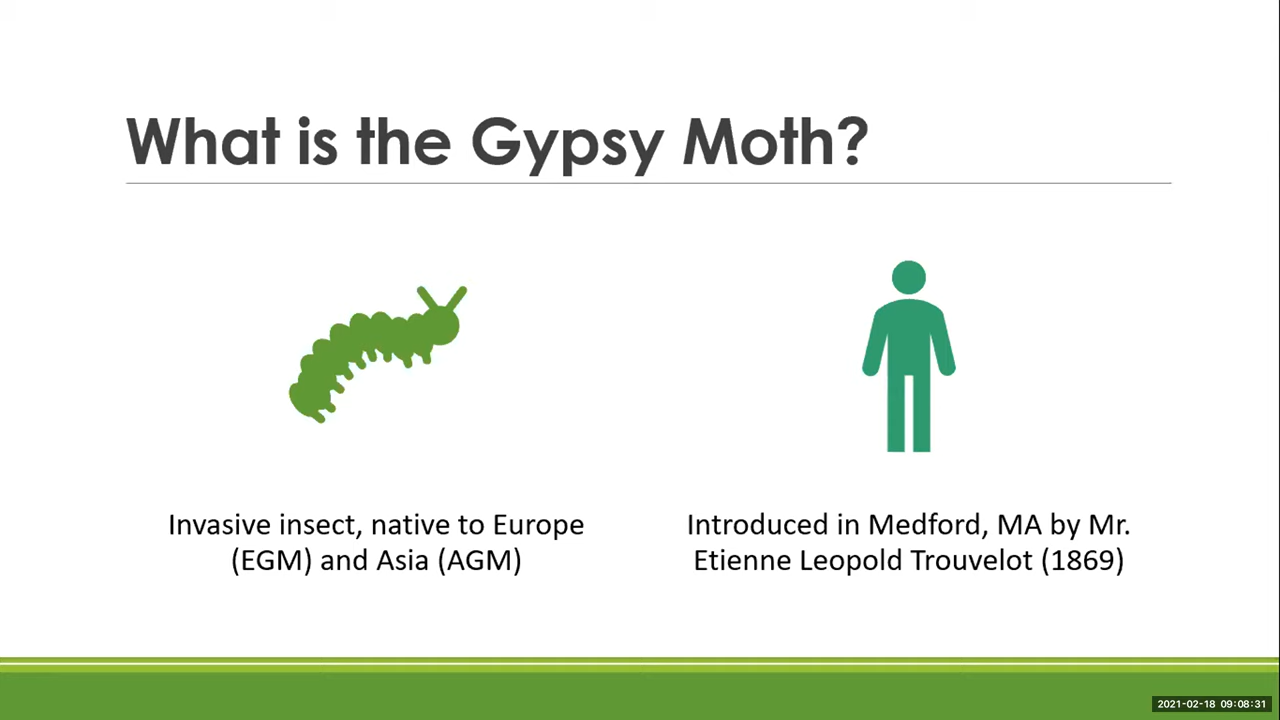 What is the Gypsy Moth?
Invasive insect, native to Europe
(EGM) and Asia (AGM)
Introduced in Medford, MA by Mr.
Etienne Leopold Trouvelot (1869)
2021-02-18 09:08:31